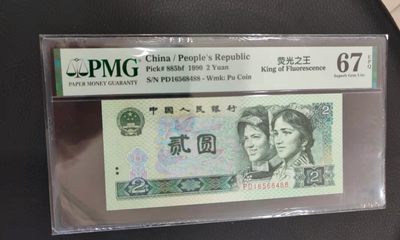 PMG
PAPER MONEY GUARANTY
China / People's Republic
Pick# 885bf 1990 2 Yuan
S/N PD16568488 - Wmk: Pu Coin
荧光之王
King of Fluorescence
67 EPQ
Superb Gem Unc
中国人民银行
贰圆
2
PD16568488
2